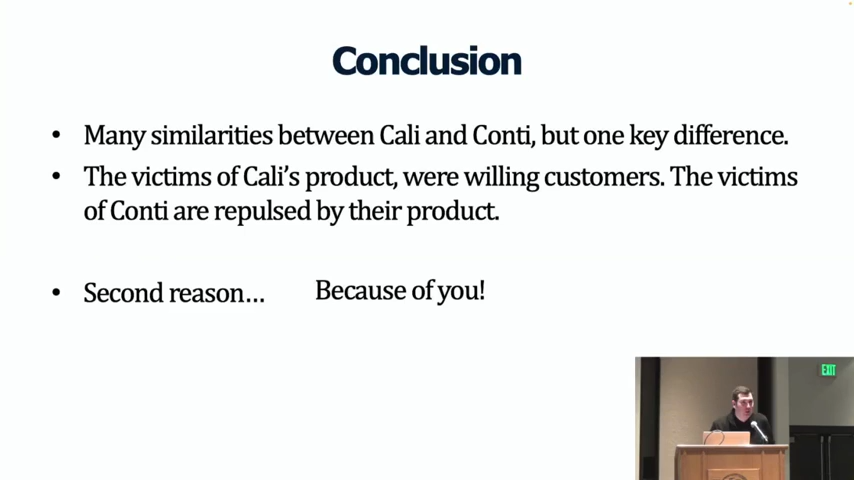 Conclusion
• Many similarities between Cali and Conti, but one key difference.
• The victims of Cali's product, were willing customers. The victims
of Conti are repulsed by their product.
• Second reason... Because of you!
EXIT